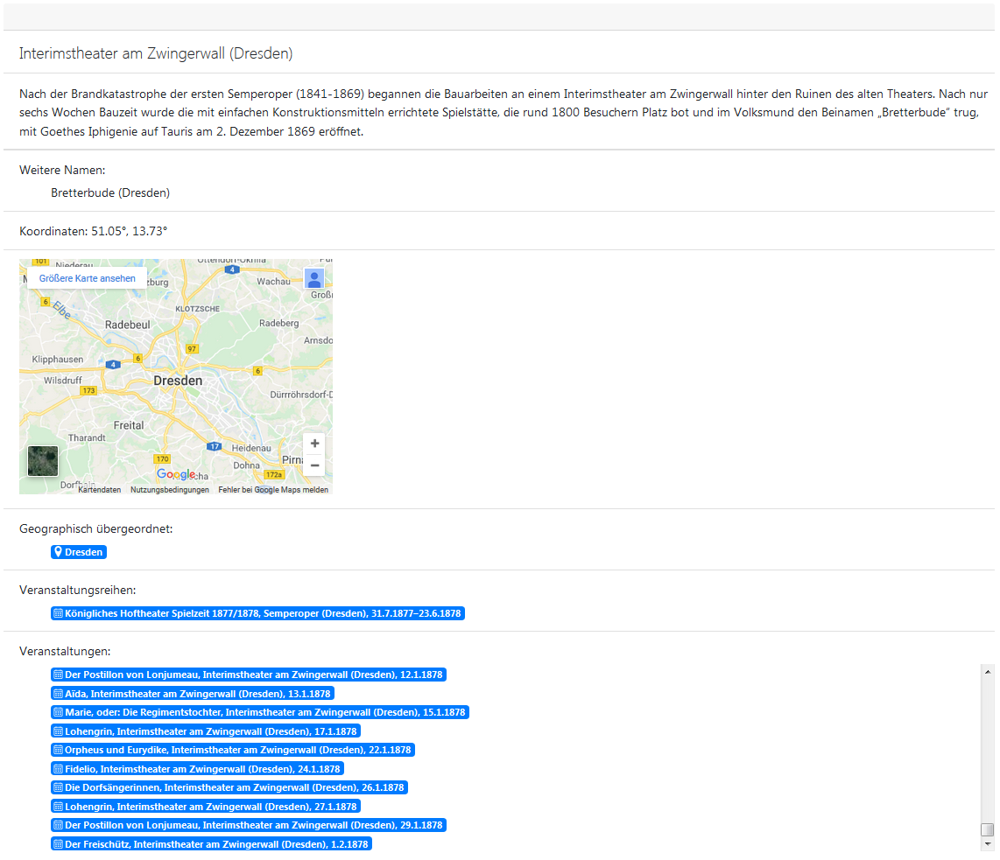 Interimstheater am Zwingerwall (Dresden)
Nach der Brandkatastrophe der ersten Semperoper (1841-1869) begannen die Bauarbeiten an einem Interimstheater am Zwingerwall hinter den Ruinen des alten Theaters. Nach nur
sechs Wochen Bauzeit wurde die mit einfachen Konstruktionsmitteln errichtete Spielstätte, die rund 1800 Besuchern Platz bot und im Volksmund den Beinamen „Bretterbude“ trug,
mit Goethes Iphigenie auf Tauris am 2. Dezember 1869 eröffnet.
Weitere Namen:
Bretterbude (Dresden)
Koordinaten: 51.05°, 13.73°
101
Größere Karte ansehen
4
Wachau
6
Elbe
KLOTZSCHE
Radebeul
Radeberg
97
Klipphausen
4
6
Wilsdruff
Dresden
6
173
Freital
Tharandt
17
Heidenau
170
Dohna
172a
Google
Kartendaten Nutzungsbedingungen Fehler bei Google Maps melden
Geographisch übergeordnet:
Dresden
Veranstaltungsreihen:
Königliches Hoftheater Spielzeit 1877/1878, Semperoper (Dresden), 31.7.1877–23.6.1878
Veranstaltungen:
Der Postillon von Lonjumeau, Interimstheater am Zwingerwall (Dresden), 12.1.1878
Aïda, Interimstheater am Zwingerwall (Dresden), 13.1.1878
Marie, oder: Die Regimentstochter, Interimstheater am Zwingerwall (Dresden), 15.1.1878
Lohengrin, Interimstheater am Zwingerwall (Dresden), 17.1.1878
Orpheus und Eurydike, Interimstheater am Zwingerwall (Dresden), 22.1.1878
Fidelio, Interimstheater am Zwingerwall (Dresden), 24.1.1878
Die Dorfsängerinnen, Interimstheater am Zwingerwall (Dresden), 26.1.1878
Lohengrin, Interimstheater am Zwingerwall (Dresden), 27.1.1878
Der Postillon von Lonjumeau, Interimstheater am Zwingerwall (Dresden), 29.1.1878
Der Freischütz, Interimstheater am Zwingerwall (Dresden), 1.2.1878